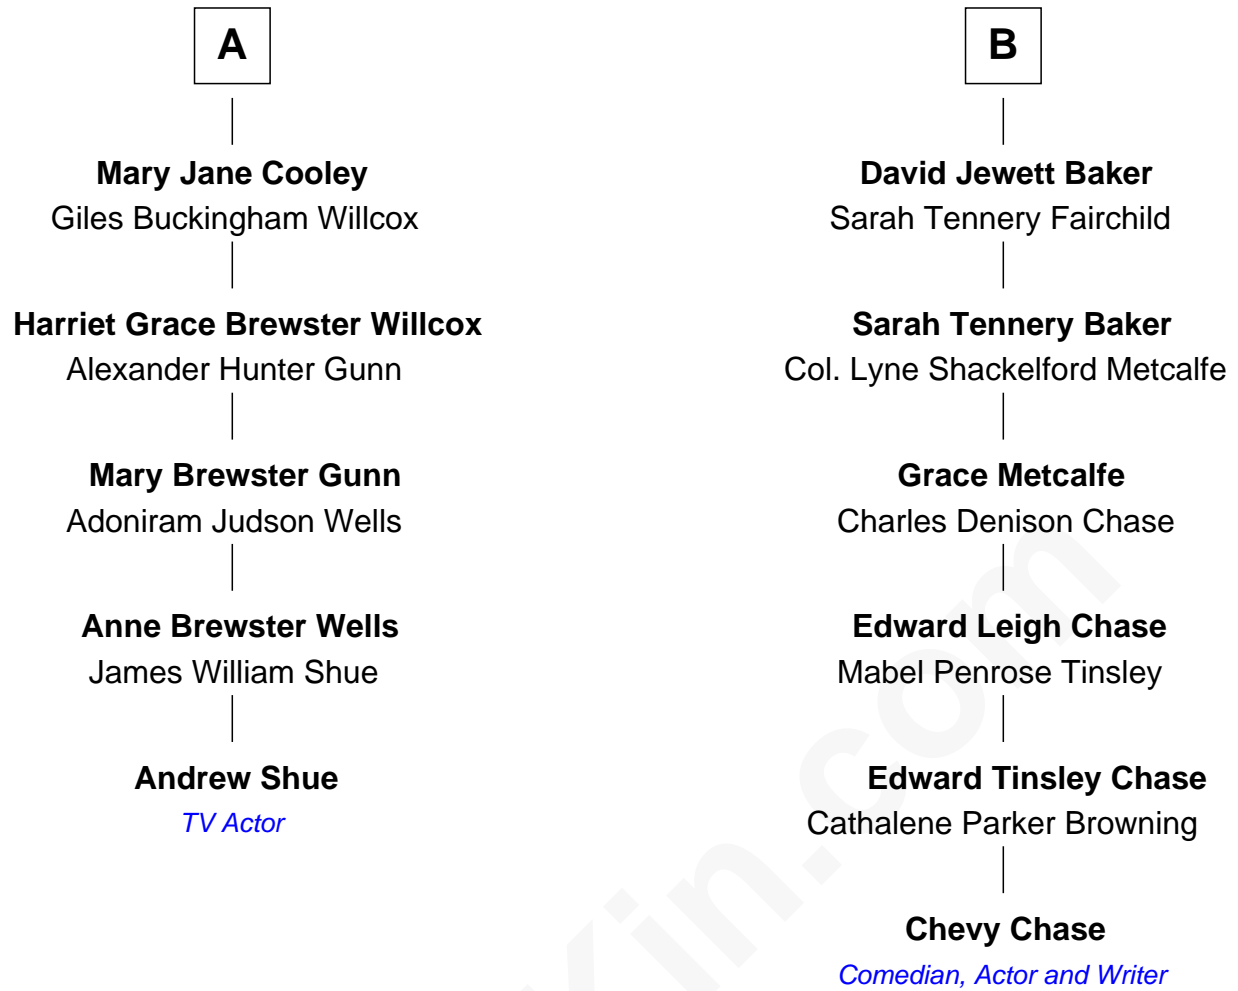 A
Mary Jane Cooley
Giles Buckingham Willcox
Harriet Grace Brewster Willcox
Alexander Hunter Gunn
Mary Brewster Gunn
Adoniram Judson Wells
Anne Brewster Wells
James William Shue
Andrew Shue
TV Actor
B
David Jewett Baker
Sarah Tennery Fairchild
Sarah Tennery Baker
Col. Lyne Shackelford Metcalfe
Grace Metcalfe
Charles Denison Chase
Edward Leigh Chase
Mabel Penrose Tinsley
Edward Tinsley Chase
Cathalene Parker Browning
Chevy Chase
Comedian, Actor and Writer